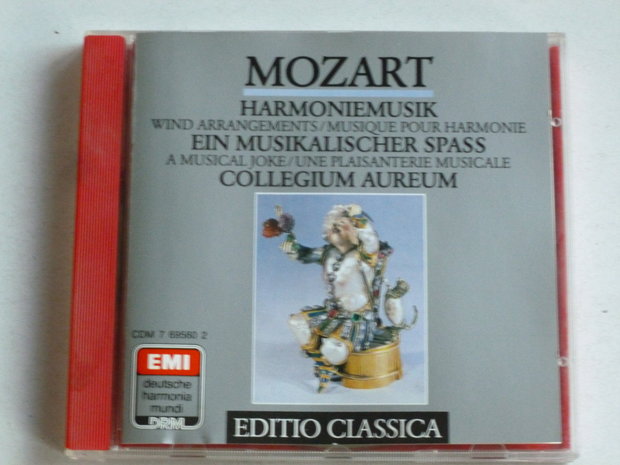 MOZART
HARMONIEMUSIK
WIND ARRANGEMENTS/MUSIQUE POUR HARMONIE
EIN MUSIKALISCHER SPASS
A MUSICAL JOKE/UNE PLAISANTERIE MUSICALE
COLLEGIUM AUREUM
CDM 7 69560 2
EMI
deutsche
harmonia
mundi
DRM
EDITIO CLASSICA